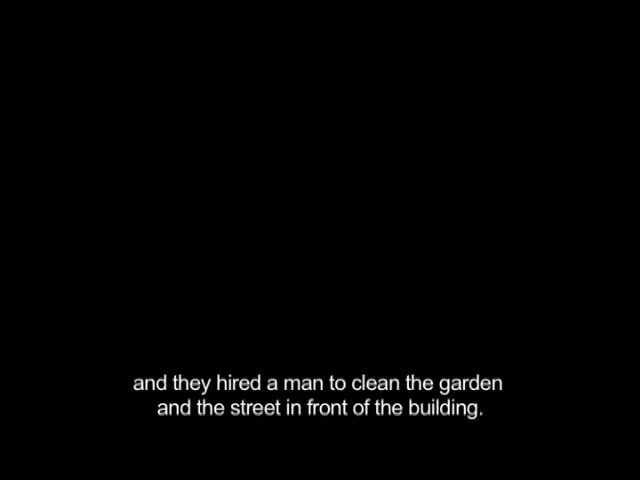 and they hired a man to clean the garden
and the street in front of the building.